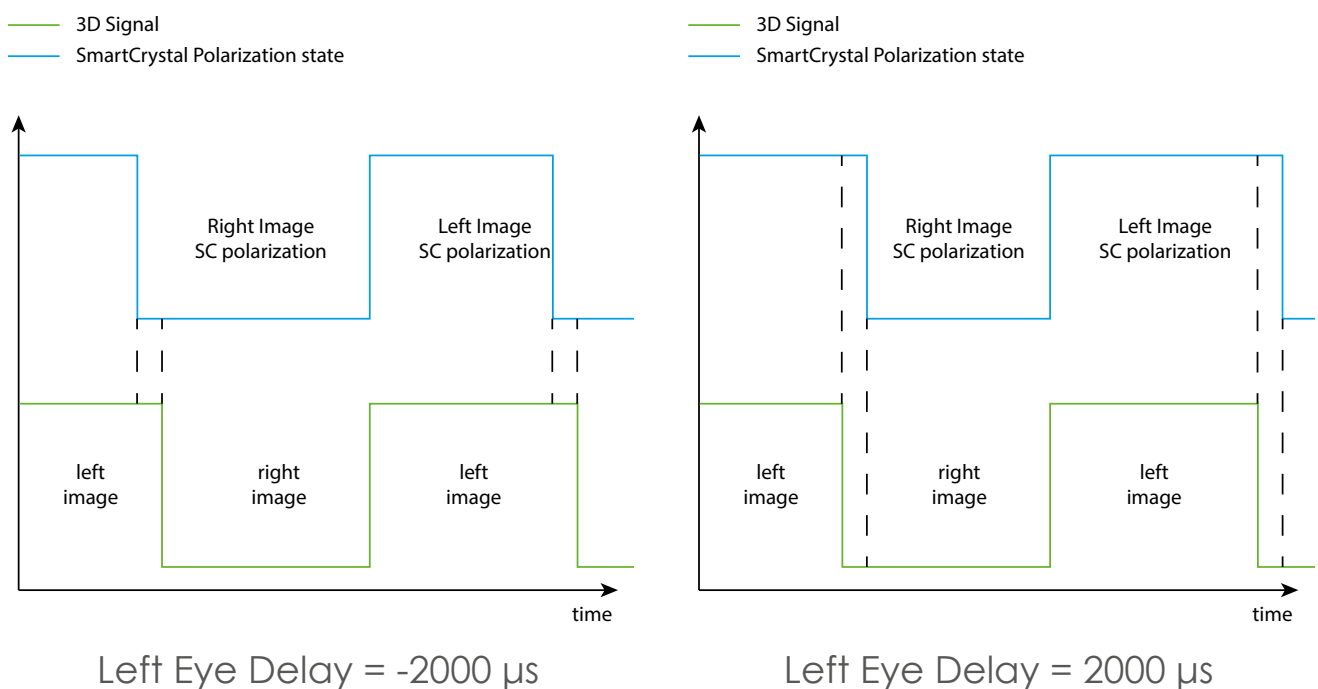 3D Signal
SmartCrystal Polarization state
Right Image
SC polarization
Left Image
SC polarization
left
image
right
image
left
image
time
Left Eye Delay = -2000 µs
3D Signal
SmartCrystal Polarization state
Right Image
SC polarization
Left Image
SC polarization
left
image
right
image
left
image
time
Left Eye Delay = 2000 µs